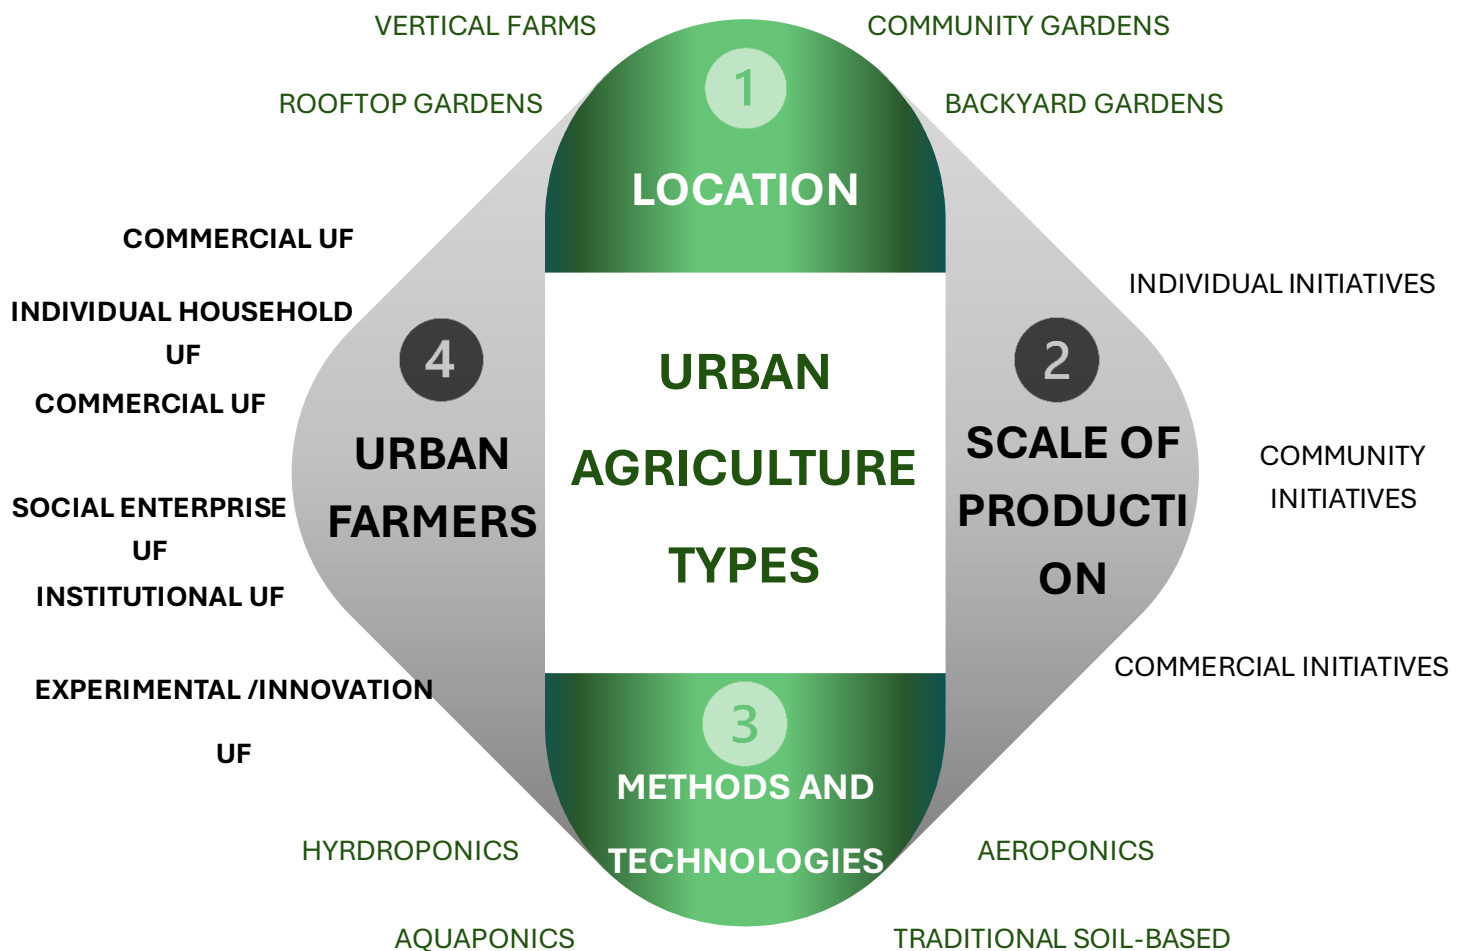 VERTICAL FARMS
COMMUNITY GARDENS
ROOFTOP GARDENS
BACKYARD GARDENS
1
LOCATION
COMMERCIAL UF
INDIVIDUAL HOUSEHOLD
UF
COMMERCIAL UF
SOCIAL ENTERPRISE
UF
INSTITUTIONAL UF
EXPERIMENTAL /INNOVATION
UF
4
URBAN
FARMERS
URBAN
AGRICULTURE
TYPES
2
SCALE OF
PRODUCTI
ON
INDIVIDUAL INITIATIVES
COMMUNITY
INITIATIVES
COMMERCIAL INITIATIVES
3
METHODS AND
TECHNOLOGIES
HYRDROPONICS
AEROPONICS
AQUAPONICS
TRADITIONAL SOIL-BASED